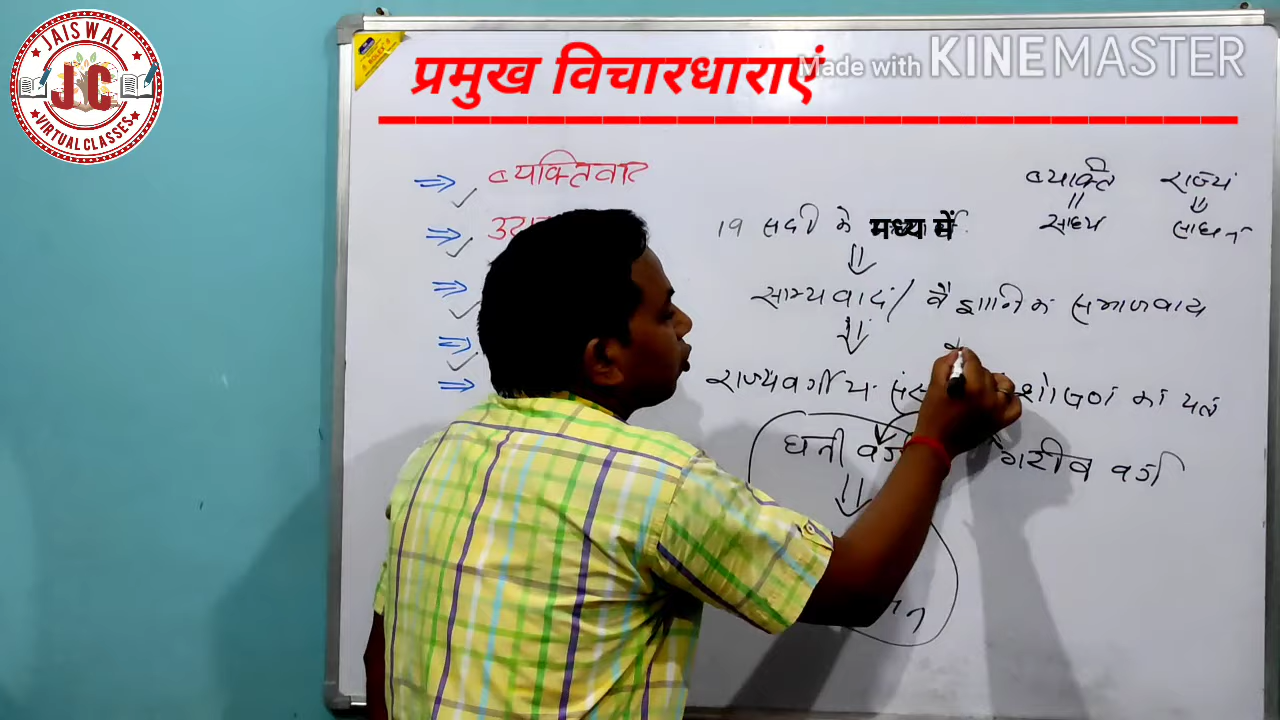 JAISWAL
JC
VIRTUAL CLASSES
प्रमुख विचारधाराएं
Made with KINEMASTER
व्यक्तिवाद
व्यक्ति राज्य
साध्य साधन
19 सदी के मध्य में
साम्यवाद / वैज्ञानिक समाजवाद
राज्य वर्गीय शोषण का यंत्र
धनी वर्ग गरीब वर्ग